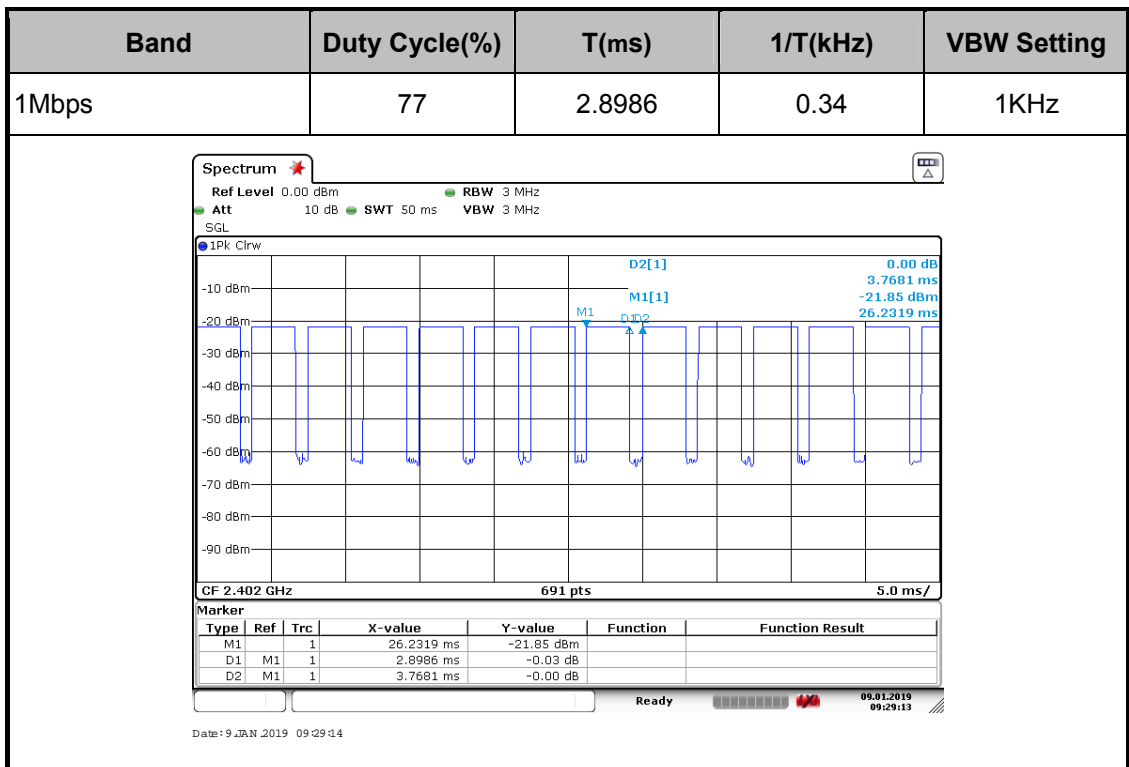 Band Duty Cycle(%) T(ms) 1/T(kHz) VBW Setting
1Mbps 77 2.8986 0.34 1KHz
Spectrum
Ref Level 0.00 dBm RBW 3 MHz
Att 10 dB SWT 50 ms VBW 3 MHz
SGL
1Pk Clrw
D2[1] 0.00 dB
3.7681 ms
-10 dBm
M1[1] -21.85 dBm
26.2319 ms
M1 D1 D2
-20 dBm
-30 dBm
-40 dBm
-50 dBm
-60 dBm
-70 dBm
-80 dBm
-90 dBm
CF 2.402 GHz 691 pts 5.0 ms/
Marker
Type Ref Trc X-value Y-value Function Function Result
M1 1 26.2319 ms -21.85 dBm
D1 M1 1 2.8986 ms -0.03 dB
D2 M1 1 3.7681 ms -0.00 dB
Ready 09.01.2019
09:29:13
Date: 9.JAN.2019 09:29:14